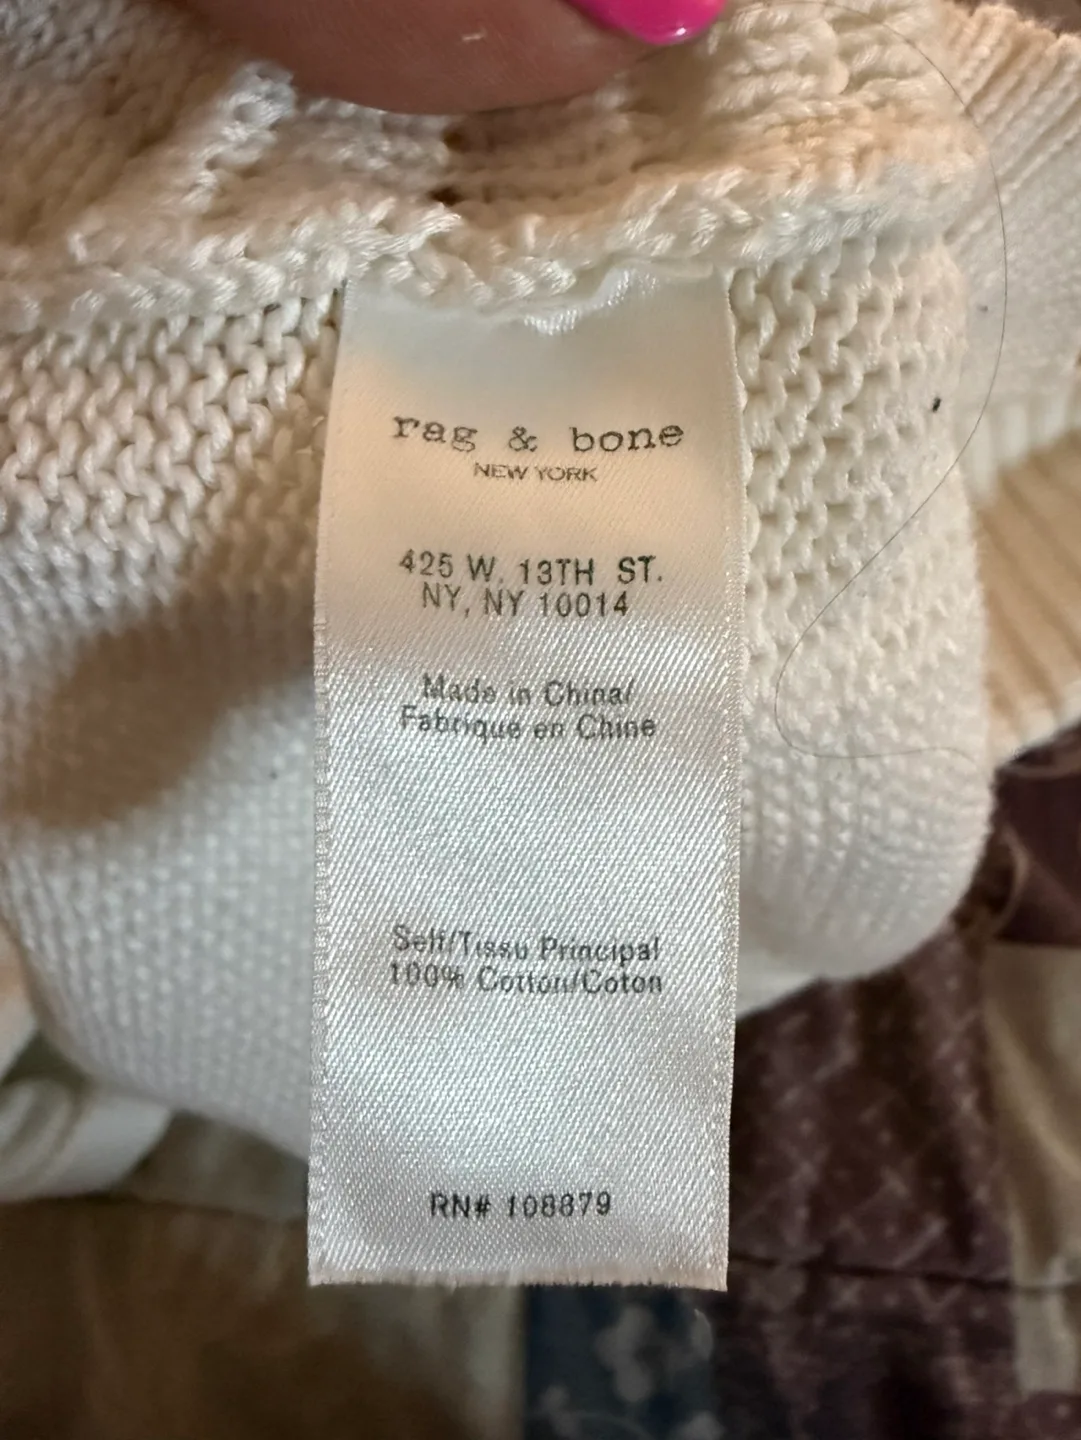 rag & bone
NEW YORK
425 W. 13TH ST.
NY, NY 10014
Made in China/
Fabriqué en Chine
Self/Tissu Principal
100% Cotton/Coton
RN# 108879